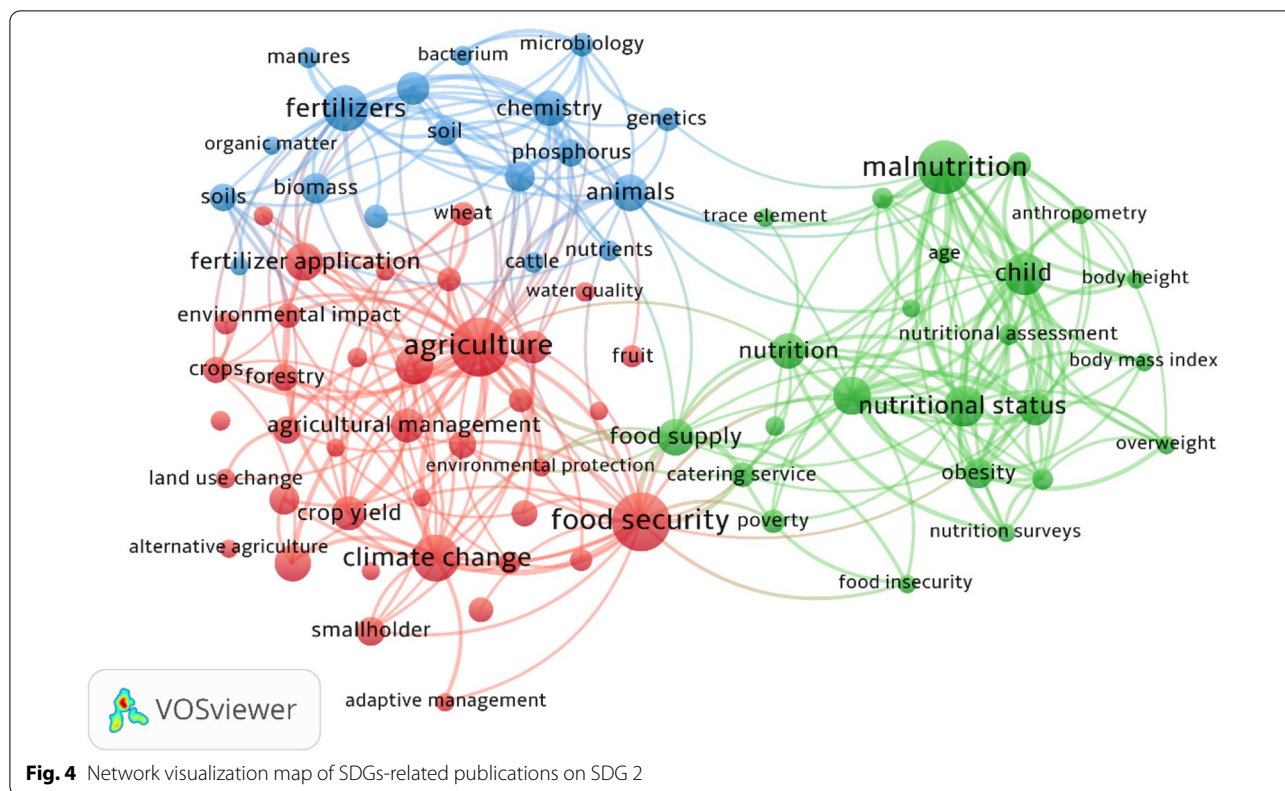 microbiology
manures
bacterium
fertilizers
chemistry
genetics
soil
organic matter
phosphorus
malnutrition
soils
biomass
animals
trace element
anthropometry
wheat
nutrients
age
fertilizer application
cattle
child
body height
water quality
environmental impact
nutritional assessment
agriculture
fruit
nutrition
body mass index
crops
forestry
nutritional status
agricultural management
food supply
overweight
environmental protection
catering service
obesity
land use change
crop yield
food security
poverty
nutrition surveys
alternative agriculture
climate change
food insecurity
smallholder
adaptive management
VOSviewer
Fig. 4 Network visualization map of SDGs-related publications on SDG 2